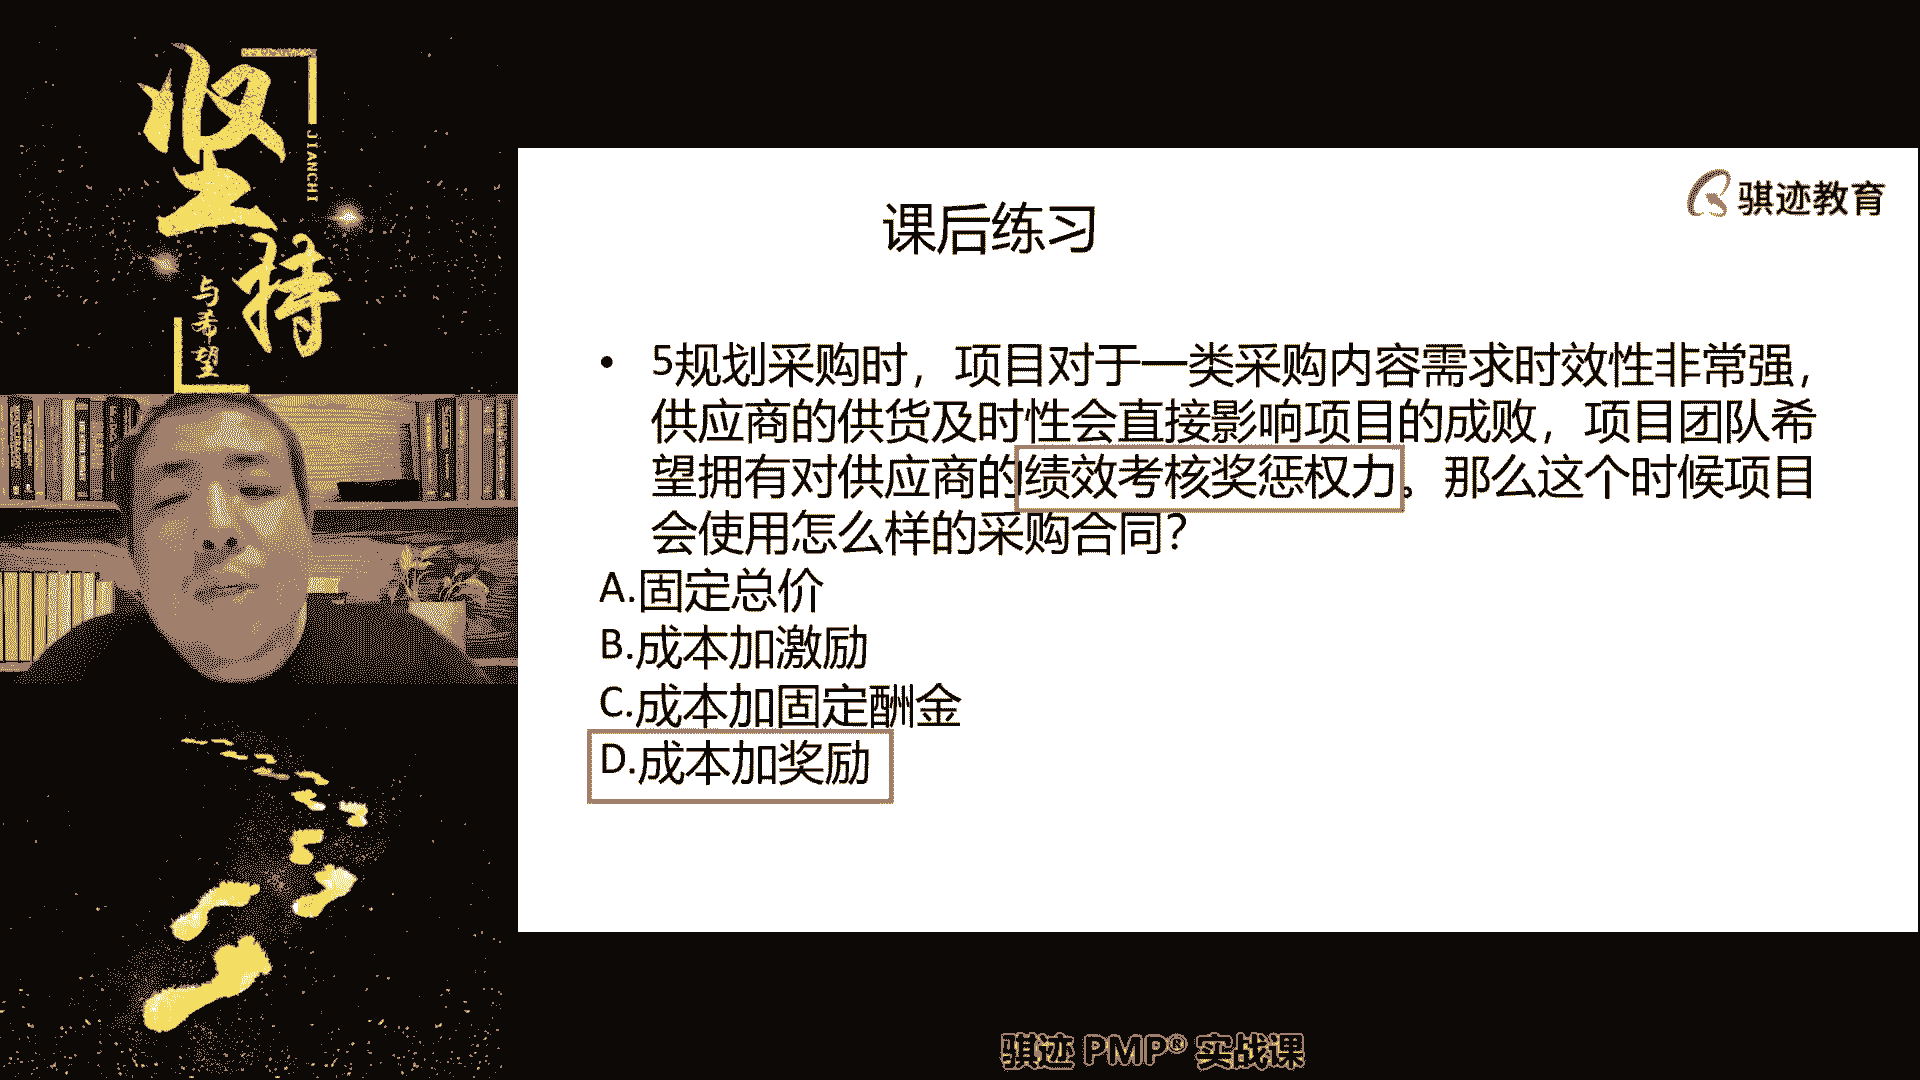 坚持
JIANCHI
与希望
骐迹教育
课后练习
• 5规划采购时，项目对于一类采购内容需求时效性非常强，
供应商的供货及时性会直接影响项目的成败，项目团队希
望拥有对供应商的绩效考核奖惩权力。那么这个时候项目
会使用怎么样的采购合同？
A.固定总价
B.成本加激励
C.成本加固定酬金
D.成本加奖励
骐迹 PMP® 实战课